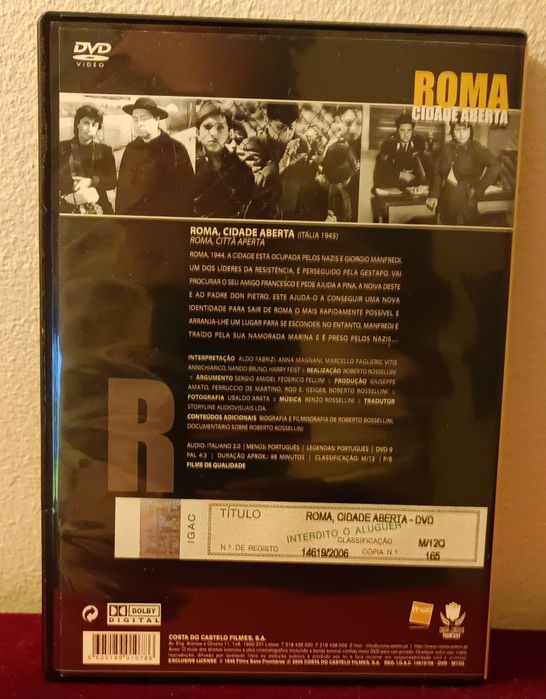 DVD
VIDEO
ROMA
CIDADE ABERTA
ROMA, CIDADE ABERTA (ITÁLIA 1945)
ROMA, CITTÀ APERTA
ROMA, 1944. A CIDADE ESTÁ OCUPADA PELOS NAZIS E GIORGIO MANFREDI,
UM DOS LÍDERES DA RESISTÊNCIA, É PERSEGUIDO PELA GESTAPO. VAI
PROCURAR O SEU AMIGO FRANCESCO E PEDE AJUDA A PINA, A NOIVA DESTE
E AO PADRE DON PIETRO. ESTE AJUDA-O A CONSEGUIR UMA NOVA
IDENTIDADE PARA SAIR DE ROMA O MAIS RAPIDAMENTE POSSÍVEL E
ARRANJA-LHE UM LUGAR PARA SE ESCONDER. NO ENTANTO, MANFREDI É
TRAÍDO PELA SUA NAMORADA MARINA E É PRESO PELOS NAZIS...
INTERPRETAÇÃO ALDO FABRIZI, ANNA MAGNANI, MARCELLO PAGLIERO, VITO
ANNICHIARICO, NANDO BRUNO, HARRY FEIST :: REALIZAÇÃO ROBERTO ROSSELLINI
:: ARGUMENTO SERGIO AMIDEI, FEDERICO FELLINI :: PRODUÇÃO GIUSEPPE
AMATO, FERRUCCIO DE MARTINO, ROD E. GEIGER, ROBERTO ROSSELLINI ::
FOTOGRAFIA UBALDO ARATA :: MÚSICA RENZO ROSSELLINI :: TRADUTOR
STORYLINE AUDIOVISUAIS LDA.
CONTEÚDOS ADICIONAIS BIOGRAFIA E FILMOGRAFIA DE ROBERTO ROSSELLINI,
DOCUMENTÁRIO SOBRE ROBERTO ROSSELLINI
ÁUDIO: ITALIANO 2.0 | MENÚS: PORTUGUÊS | LEGENDAS: PORTUGUÊS | DVD-9
PAL 4:3 | DURAÇÃO APROX.: 98 MINUTOS | CLASSIFICAÇÃO: M/12 | P/B
FILME DE QUALIDADE
R
IGAC
TÍTULO ROMA, CIDADE ABERTA - DVD
INTERDITO O ALUGUER
CLASSIFICAÇÃO M/12Q
N.º DE REGISTO 14619/2006 CÓPIA N.º 165
DOLBY
DIGITAL
fnac
COSTA DO CASTELO FILMES, S.A.